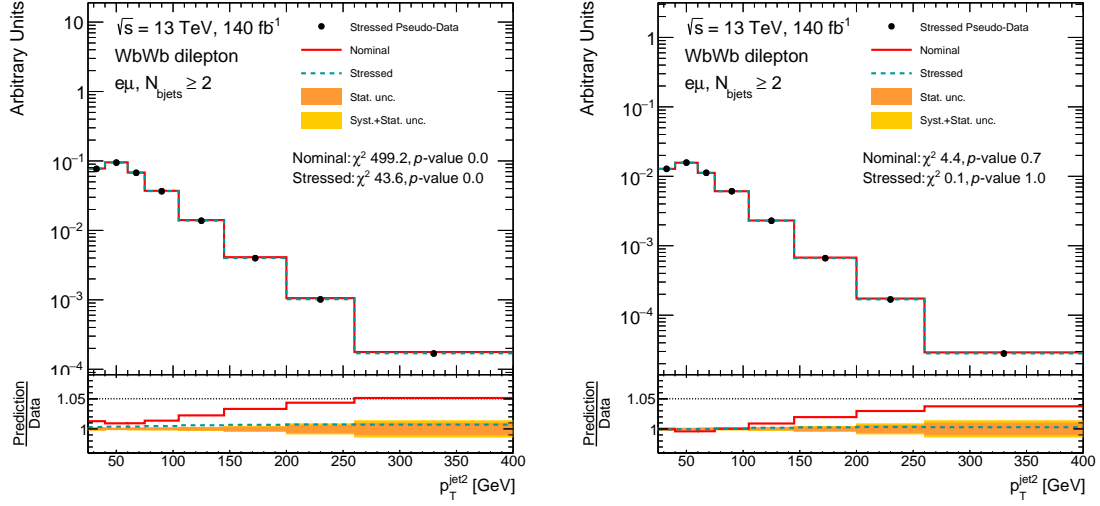 Arbitrary Units
√s = 13 TeV, 140 fb⁻¹
WbWb dilepton
eμ, N_bjets ≥ 2
Stressed Pseudo-Data
Nominal
Stressed
Stat. unc.
Syst.+Stat. unc.
Nominal: χ² 499.2, p-value 0.0
Stressed: χ² 43.6, p-value 0.0
10
1
10⁻¹
10⁻²
10⁻³
10⁻⁴
Prediction
Data
1.05
1
50 100 150 200 250 300 350 400
p_T^jet2 [GeV]
Arbitrary Units
√s = 13 TeV, 140 fb⁻¹
WbWb dilepton
eμ, N_bjets ≥ 2
Stressed Pseudo-Data
Nominal
Stressed
Stat. unc.
Syst.+Stat. unc.
Nominal: χ² 4.4, p-value 0.7
Stressed: χ² 0.1, p-value 1.0
1
10⁻¹
10⁻²
10⁻³
10⁻⁴
Prediction
Data
1.05
1
50 100 150 200 250 300 350 400
p_T^jet2 [GeV]